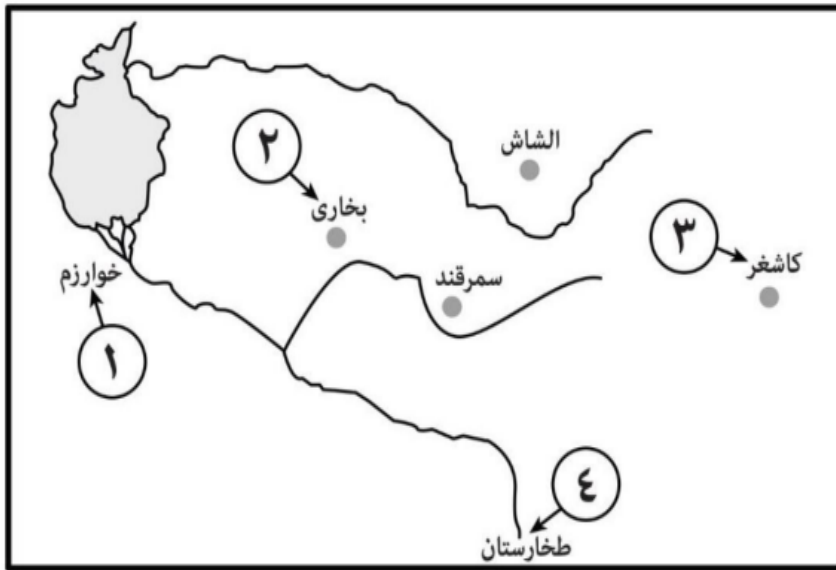 الشاش
٢
بخارى
٣
كاشغر
سمرقند
خوارزم
١
٤
طخارستان